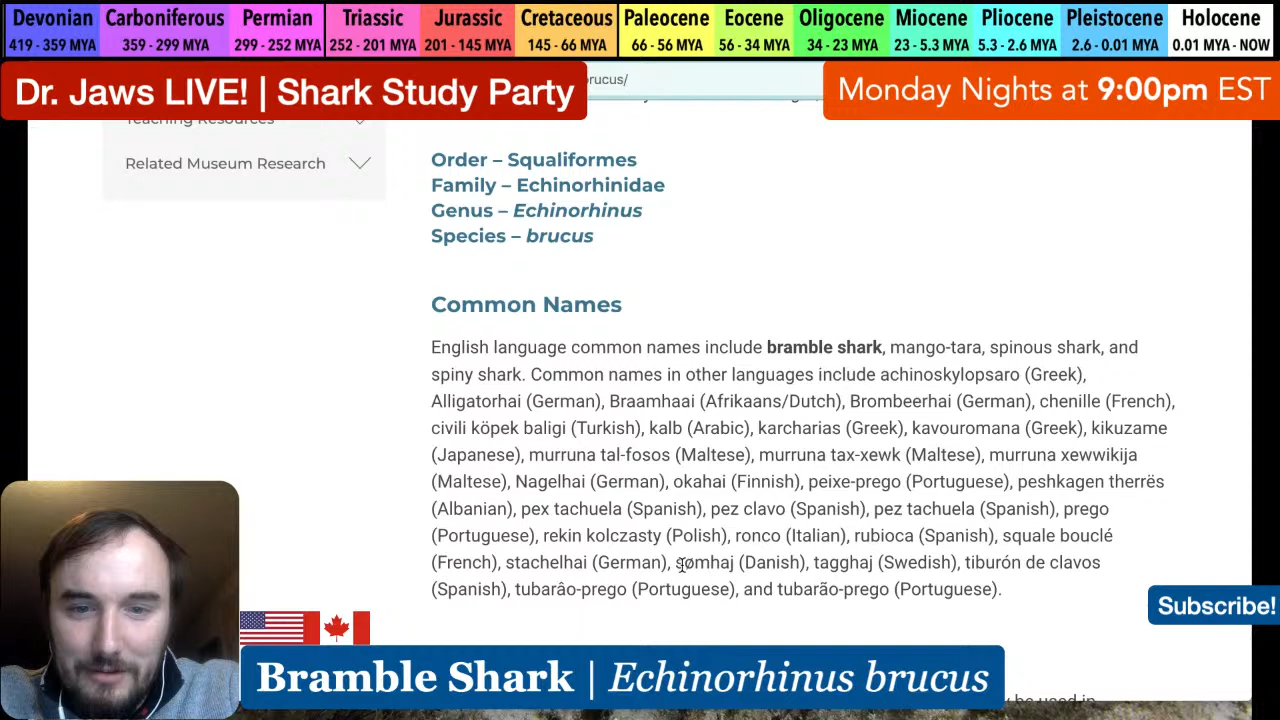 Devonian Carboniferous Permian Triassic Jurassic Cretaceous Paleocene Eocene Oligocene Miocene Pliocene Pleistocene Holocene
419 - 359 MYA 359 - 299 MYA 299 - 252 MYA 252 - 201 MYA 201 - 145 MYA 145 - 66 MYA 66 - 56 MYA 56 - 34 MYA 34 - 23 MYA 23 - 5.3 MYA 5.3 - 2.6 MYA 2.6 - 0.01 MYA 0.01 MYA - NOW
Dr. Jaws LIVE! | Shark Study Party
brucus/
Monday Nights at 9:00pm EST
Teaching Resources
Related Museum Research
Order – Squaliformes
Family – Echinorhinidae
Genus – Echinorhinus
Species – brucus
Common Names
English language common names include bramble shark, mango-tara, spinous shark, and
spiny shark. Common names in other languages include achinoskylopsaro (Greek),
Alligatorhai (German), Braamhaai (Afrikaans/Dutch), Brombeerhai (German), chenille (French),
civili köpek baligi (Turkish), kalb (Arabic), karcharias (Greek), kavouromana (Greek), kikuzame
(Japanese), murruna tal-fosos (Maltese), murruna tax-xewk (Maltese), murruna xewwikija
(Maltese), Nagelhai (German), okahai (Finnish), peixe-prego (Portuguese), peshkagen therrës
(Albanian), pex tachuela (Spanish), pez clavo (Spanish), pez tachuela (Spanish), prego
(Portuguese), rekin kolczasty (Polish), ronco (Italian), rubioca (Spanish), squale bouclé
(French), stachelhai (German), sømhaj (Danish), tagghaj (Swedish), tiburón de clavos
(Spanish), tubarâo-prego (Portuguese), and tubarão-prego (Portuguese).
Subscribe!
Bramble Shark | Echinorhinus brucus
be used in